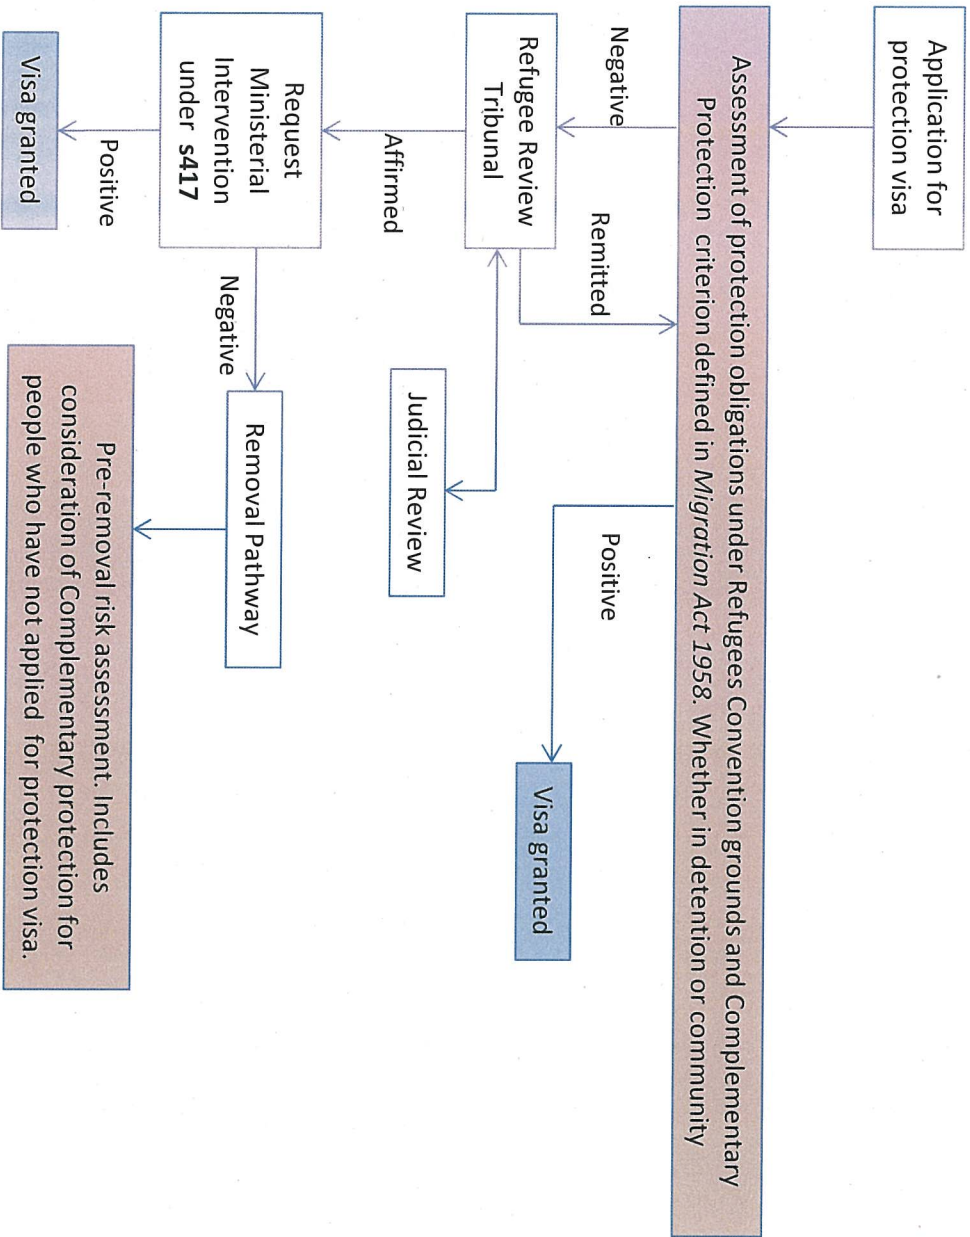 Application for
protection visa
Assessment of protection obligations under Refugees Convention grounds and Complementary
Protection criterion defined in Migration Act 1958. Whether in detention or community
Negative
Remitted
Positive
Refugee Review
Tribunal
Visa granted
Affirmed
Judicial Review
Request
Ministerial
Intervention
under s417
Negative
Removal Pathway
Positive
Visa granted
Pre-removal risk assessment. Includes
consideration of Complementary protection for
people who have not applied for protection visa.